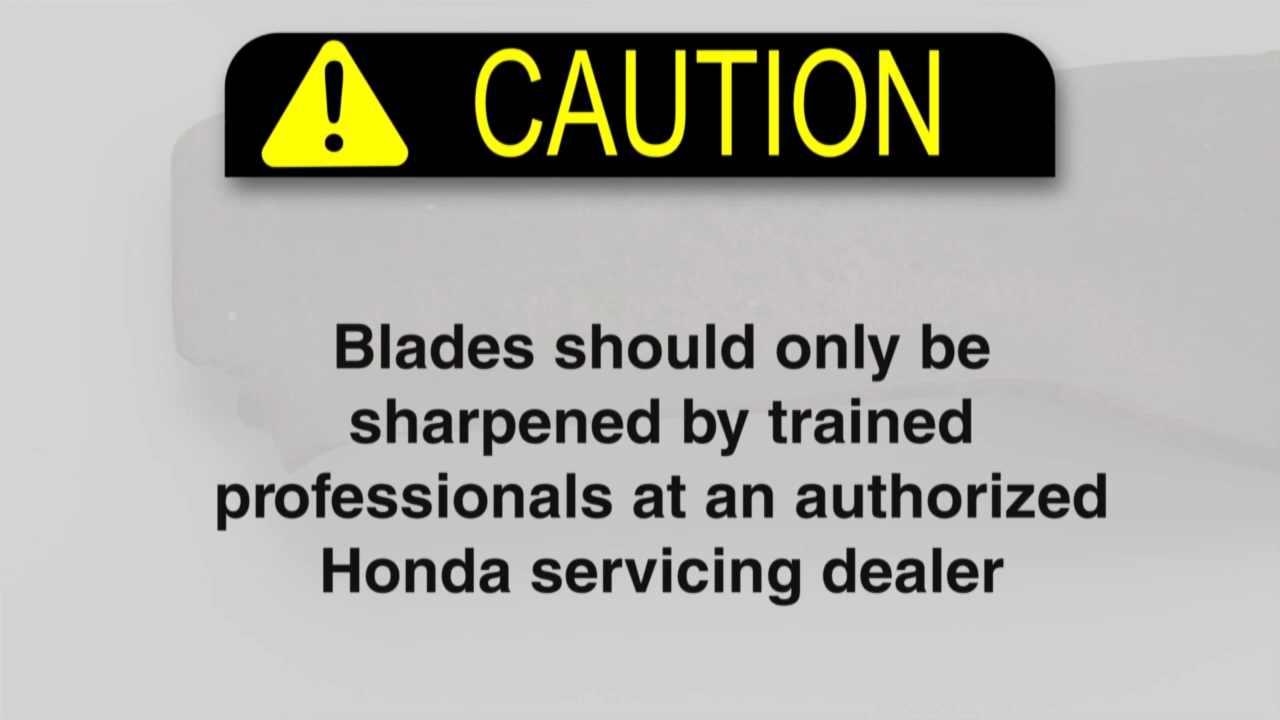 CAUTION
Blades should only be
sharpened by trained
professionals at an authorized
Honda servicing dealer